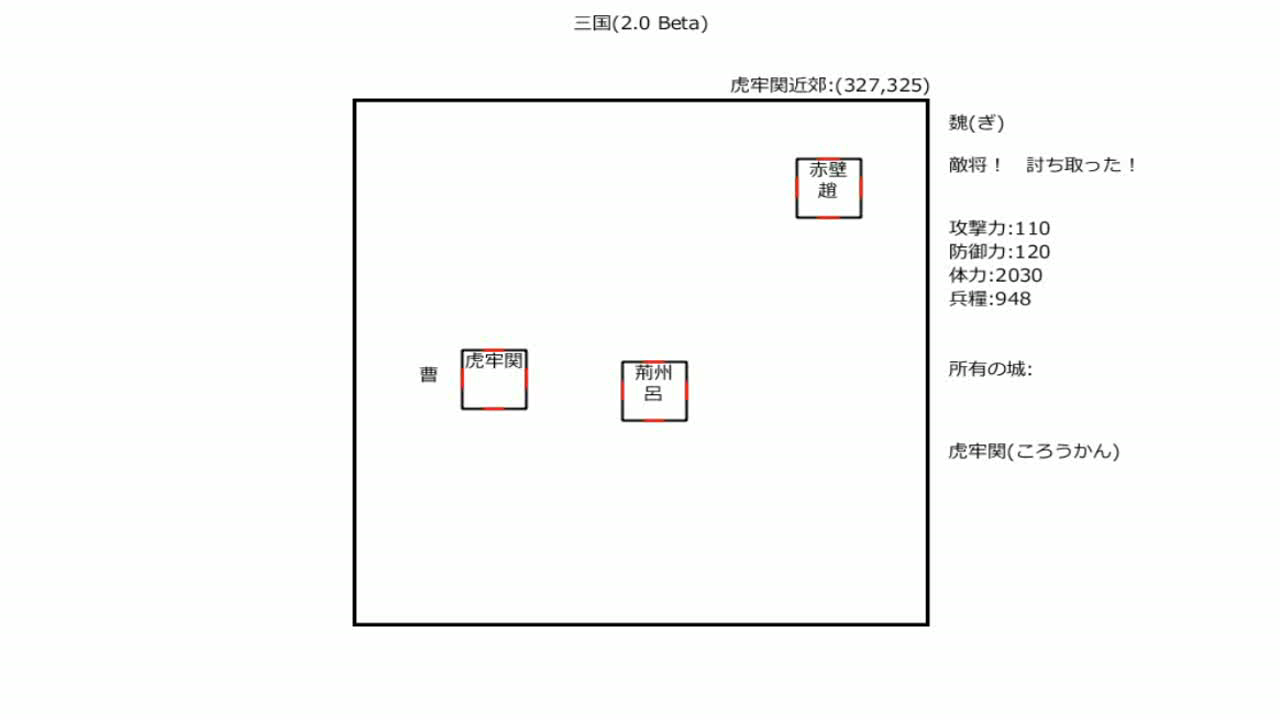 三国(2.0 Beta)
虎牢関近郊:(327,325)
魏(ぎ)
敵将！　討ち取った！
赤壁
趙
攻撃力:110
防御力:120
体力:2030
兵糧:948
虎牢関
曹
荊州
呂
所有の城:
虎牢関(ころうかん)